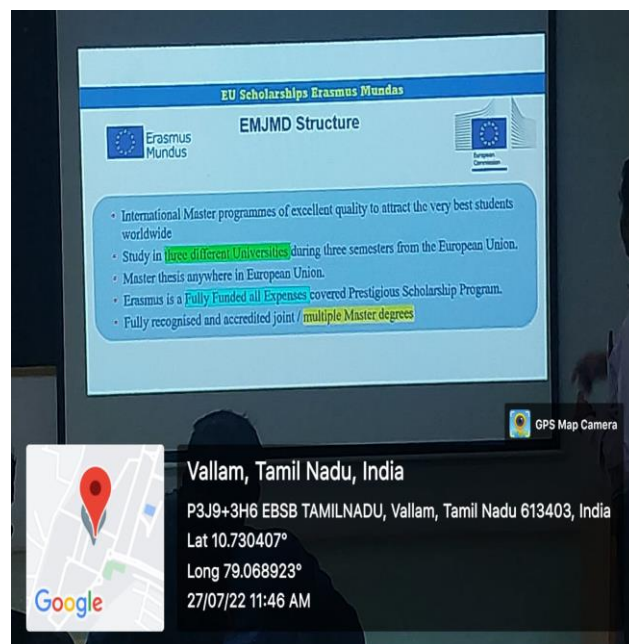 EU Scholarships Erasmus Mundas
Erasmus
Mundus
EMJMD Structure
European
Commission
• International Master programmes of excellent quality to attract the very best students
worldwide
• Study in three different Universities during three semesters from the European Union.
• Master thesis anywhere in European Union.
• Erasmus is a Fully Funded all Expenses covered Prestigious Scholarship Program.
• Fully recognised and accredited joint / multiple Master degrees
GPS Map Camera
Google
Vallam, Tamil Nadu, India
P3J9+3H6 EBSB TAMILNADU, Vallam, Tamil Nadu 613403, India
Lat 10.730407°
Long 79.068923°
27/07/22 11:46 AM